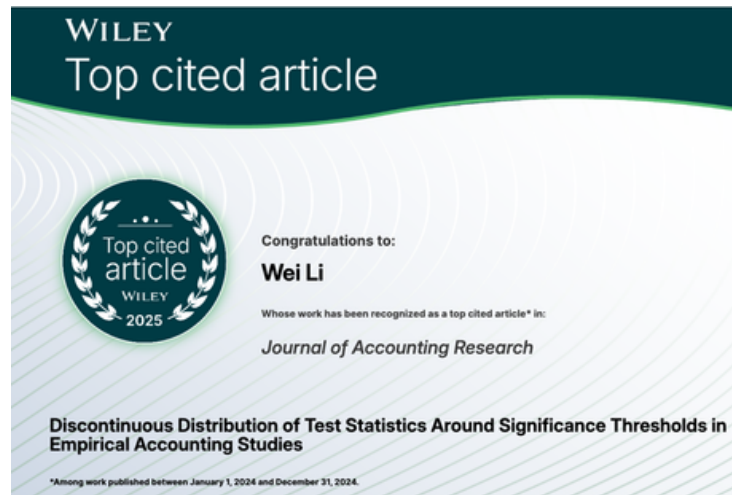 WILEY
Top cited article
Top cited
article
WILEY
2025
Congratulations to:
Wei Li
Whose work has been recognized as a top cited article* in:
Journal of Accounting Research
Discontinuous Distribution of Test Statistics Around Significance Thresholds in
Empirical Accounting Studies
*Among work published between January 1, 2024 and December 31, 2024.